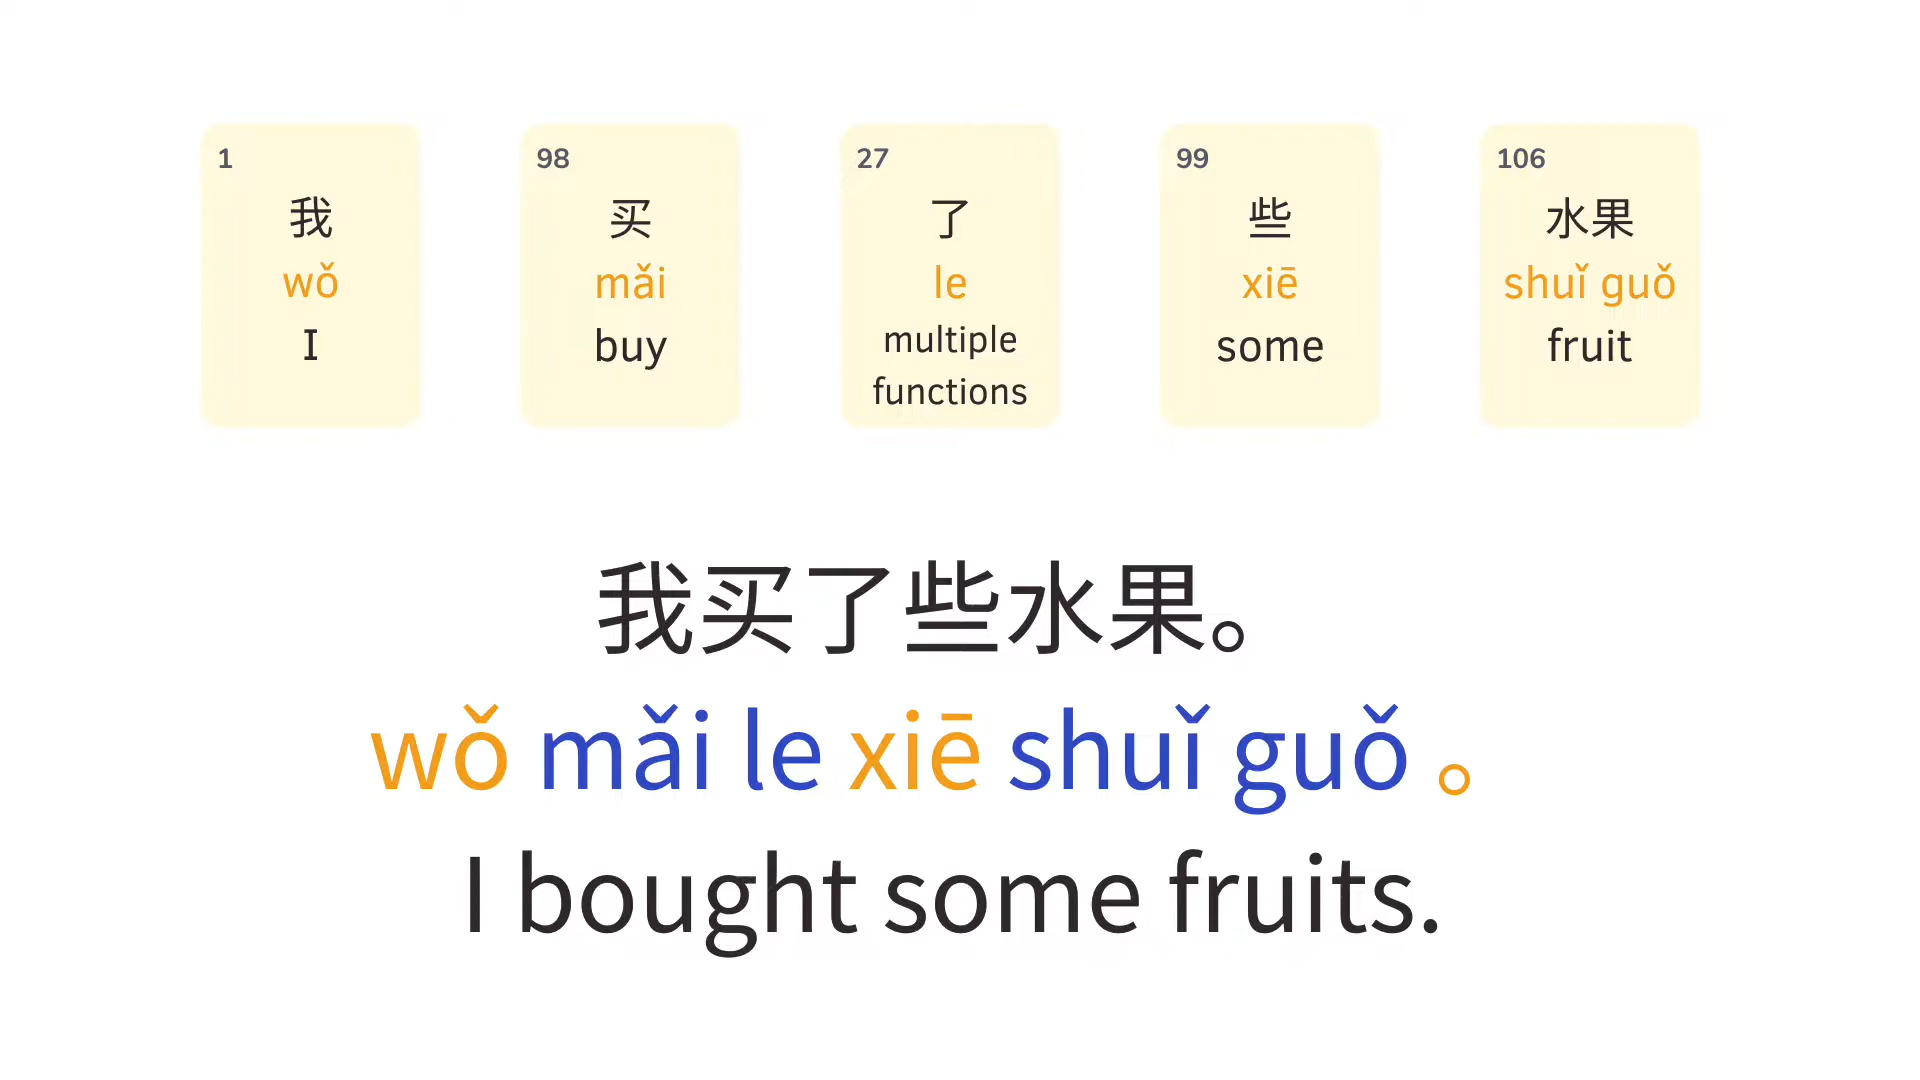 1
我
wǒ
I
98
买
mǎi
buy
27
了
le
multiple
functions
99
些
xiē
some
106
水果
shuǐ guǒ
fruit
我买了些水果。
wǒ mǎi le xiē shuǐ guǒ 。
I bought some fruits.